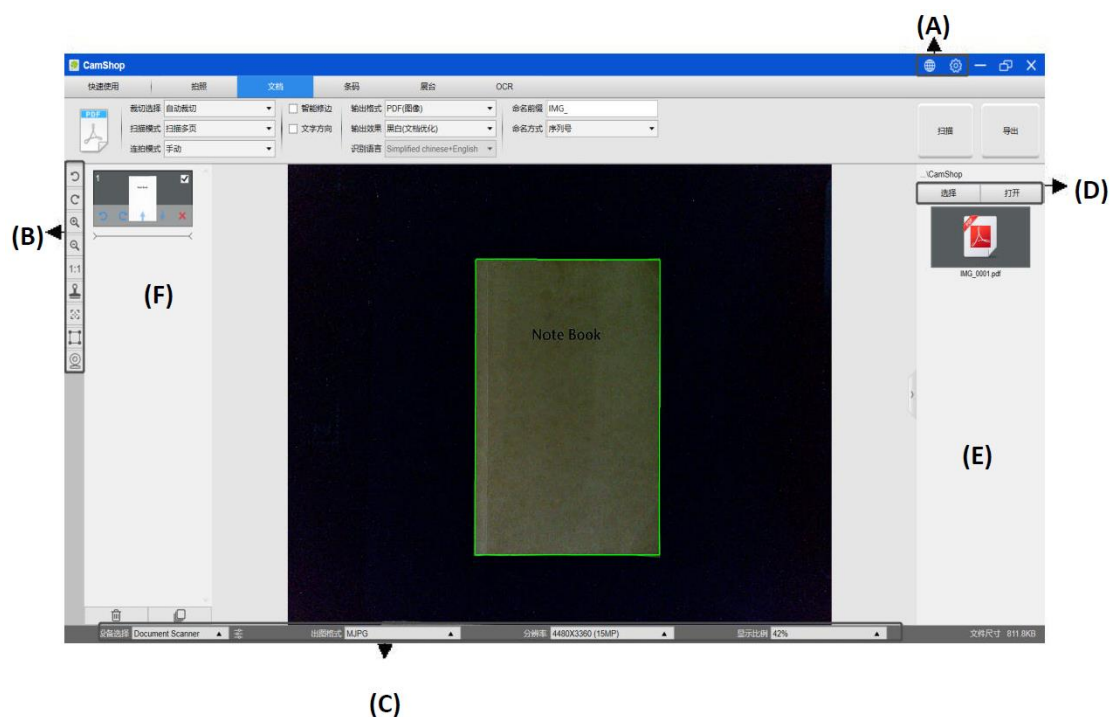 (A)
CamShop
快速使用 拍照 文档 条码 展台 OCR
PDF
裁切选择 自动裁切
扫描模式 扫描多页
连拍模式 手动
智能修边
文字方向
输出格式 PDF(图像)
输出效果 黑白(文档优化)
识别语言 Simplified chinese+English
命名前缀 IMG_
命名方式 序列号
扫描 导出
...\CamShop
选择 打开
(D)
IMG_0001.pdf
1
(B)
1:1
(F)
Note Book
(E)
设备选择 Document Scanner 出图格式 MJPG 分辨率 4480X3360 (15MP) 显示比例 42% 文件尺寸 811.8KB
(C)